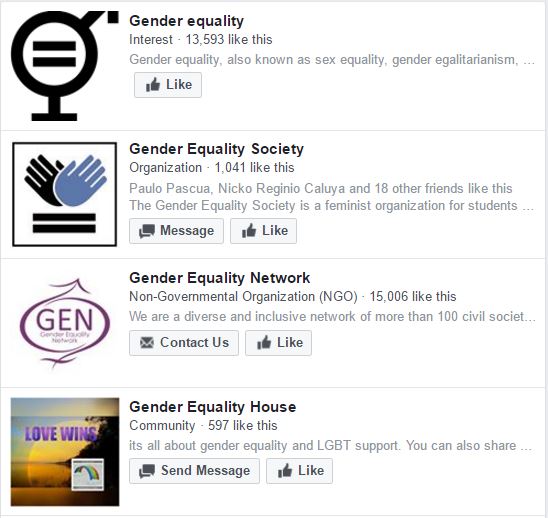 Gender equality
Interest · 13,593 like this
Gender equality, also known as sex equality, gender egalitarianism, ...
Like
Gender Equality Society
Organization · 1,041 like this
Paulo Pascua, Nicko Reginio Caluya and 18 other friends like this
The Gender Equality Society is a feminist organization for students ...
Message
Like
GEN
Gender Equality
Network
Gender Equality Network
Non-Governmental Organization (NGO) · 15,006 like this
We are a diverse and inclusive network of more than 100 civil societ...
Contact Us
Like
LOVE WINS
Gender Equality House
Community · 597 like this
its all about gender equality and LGBT support. You can also share ...
Send Message
Like